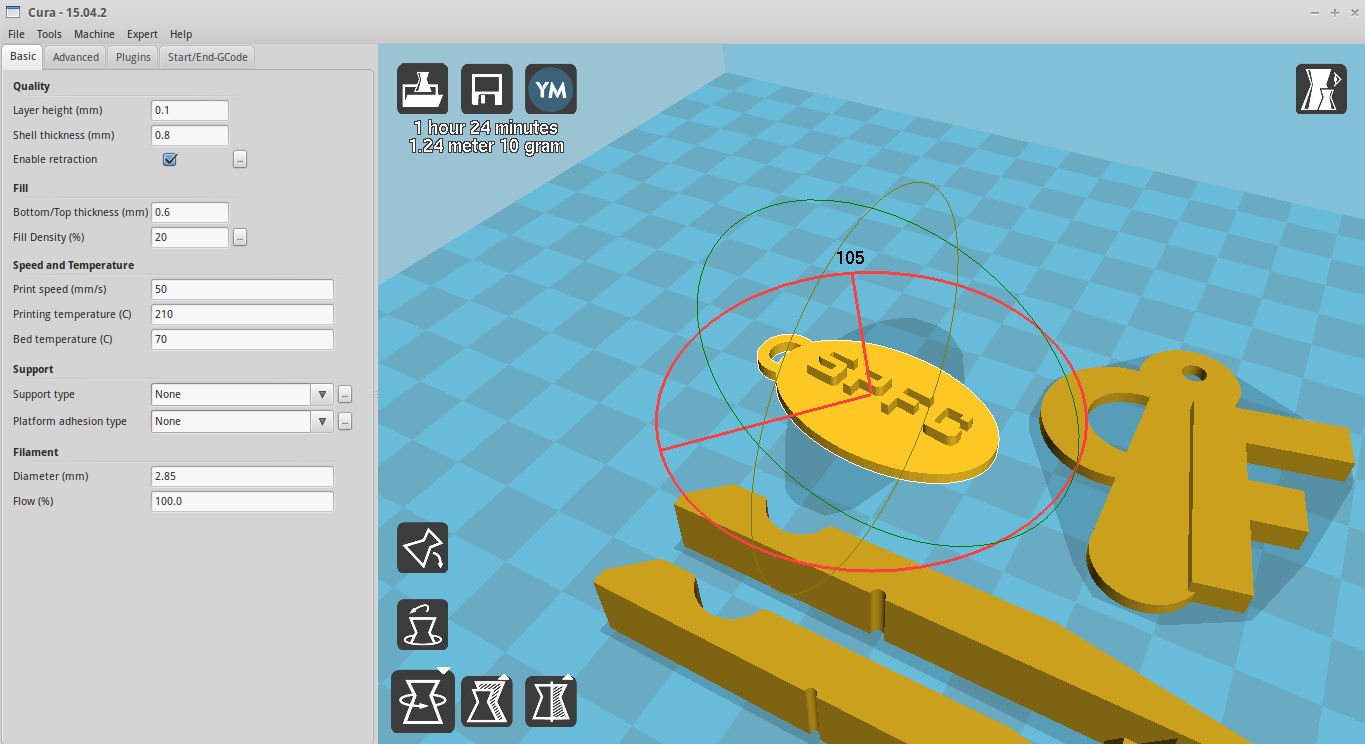 Cura - 15.04.2
File Tools Machine Expert Help
Basic Advanced Plugins Start/End-GCode
Quality
Layer height (mm) 0.1
Shell thickness (mm) 0.8
Enable retraction ...
Fill
Bottom/Top thickness (mm) 0.6
Fill Density (%) 20 ...
Speed and Temperature
Print speed (mm/s) 50
Printing temperature (C) 210
Bed temperature (C) 70
Support
Support type None ...
Platform adhesion type None ...
Filament
Diameter (mm) 2.85
Flow (%) 100.0
YM
1 hour 24 minutes
1.24 meter 10 gram
105